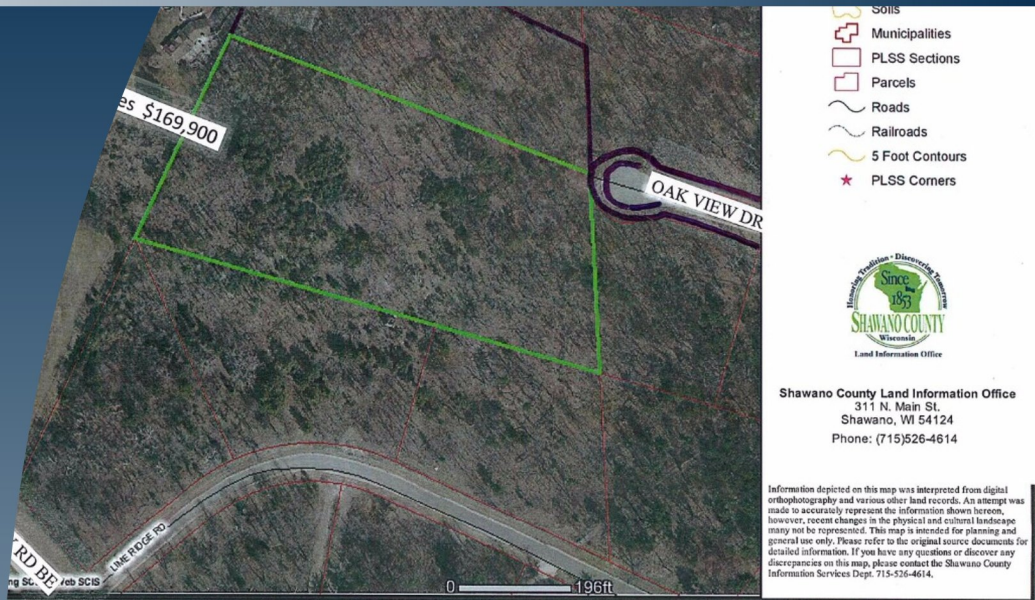 es $169,900
OAK VIEW DR
LIME RIDGE RD
RD BE
Web SCIS
0 196ft
Soils
Municipalities
PLSS Sections
Parcels
Roads
Railroads
5 Foot Contours
PLSS Corners
Honoring Tradition • Discovering Tomorrow
Since
1853
SHAWANO COUNTY
Wisconsin
Land Information Office
Shawano County Land Information Office
311 N. Main St.
Shawano, WI 54124
Phone: (715)526-4614
Information depicted on this map was interpreted from digital
orthophotography and various other land records. An attempt was
made to accurately represent the information shown hereon,
however, recent changes in the physical and cultural landscape
many not be represented. This map is intended for planning and
general use only. Please refer to the original source documents for
detailed information. If you have any questions or discover any
discrepancies on this map, please contact the Shawano County
Information Services Dept. 715-526-4614.